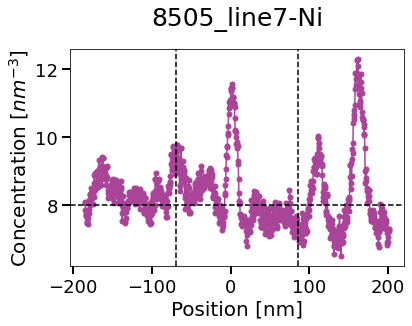 8505_line7-Ni
Concentration [nm⁻³]
12
10
8
−200 −100 0 100 200
Position [nm]